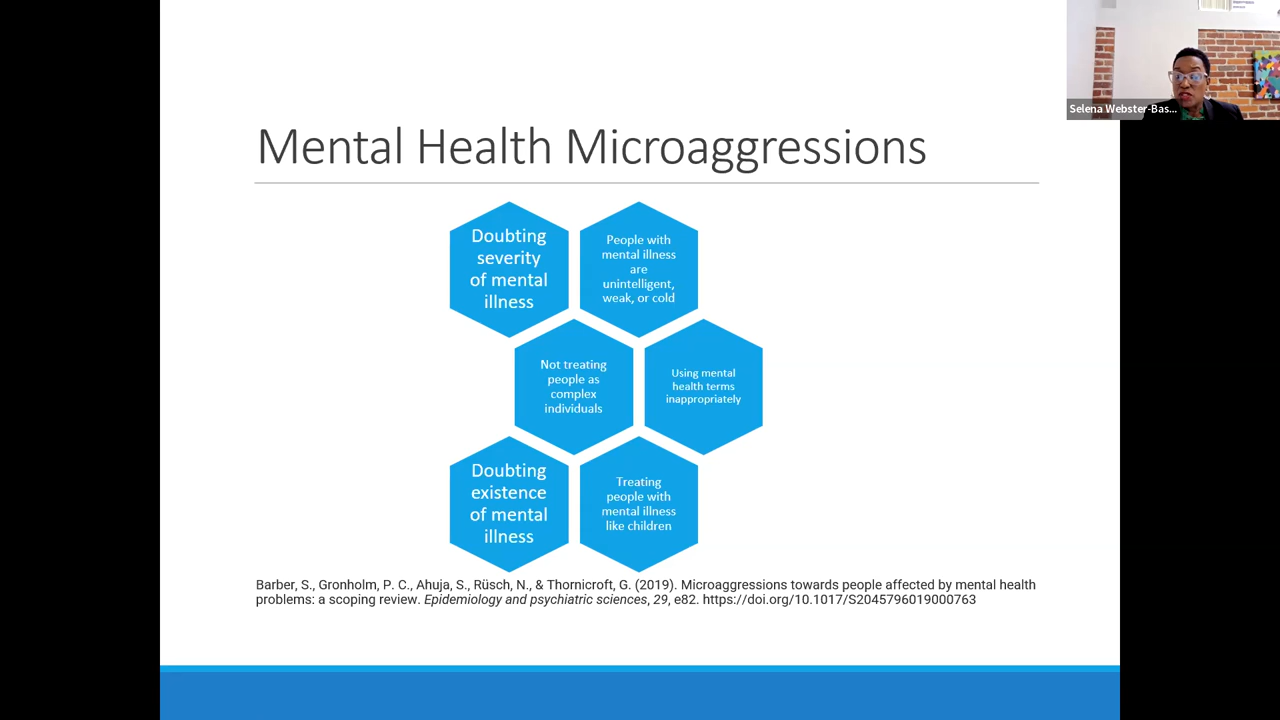 Selena Webster-Bas...
Mental Health Microaggressions
Doubting
severity
of mental
illness
People with
mental illness
are
unintelligent,
weak, or cold
Not treating
people as
complex
individuals
Using mental
health terms
inappropriately
Doubting
existence
of mental
illness
Treating
people with
mental illness
like children
Barber, S., Gronholm, P. C., Ahuja, S., Rüsch, N., & Thornicroft, G. (2019). Microaggressions towards people affected by mental health
problems: a scoping review. Epidemiology and psychiatric sciences, 29, e82. https://doi.org/10.1017/S2045796019000763